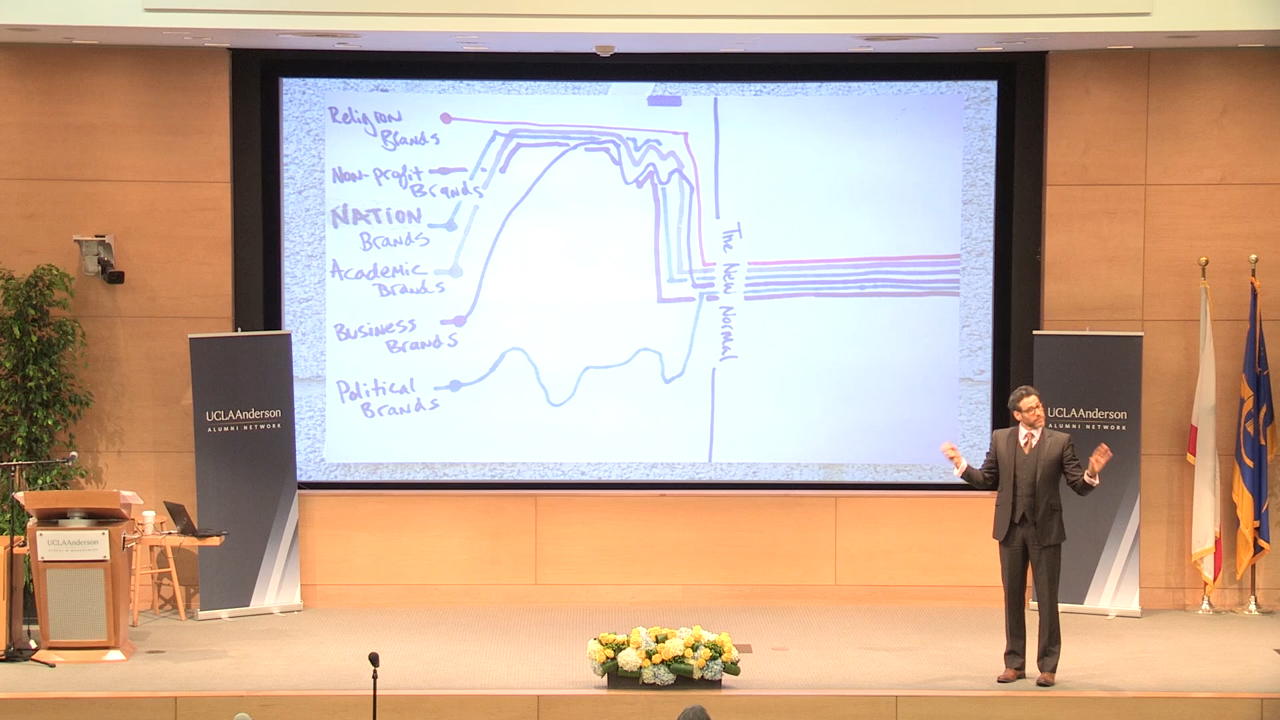 Religion
Brands
Non-profit
Brands
NATION
Brands
Academic
Brands
Business
Brands
Political
Brands
The New Normal
UCLAAnderson
ALUMNI NETWORK
UCLAAnderson
ALUMNI NETWORK
UCLAAnderson